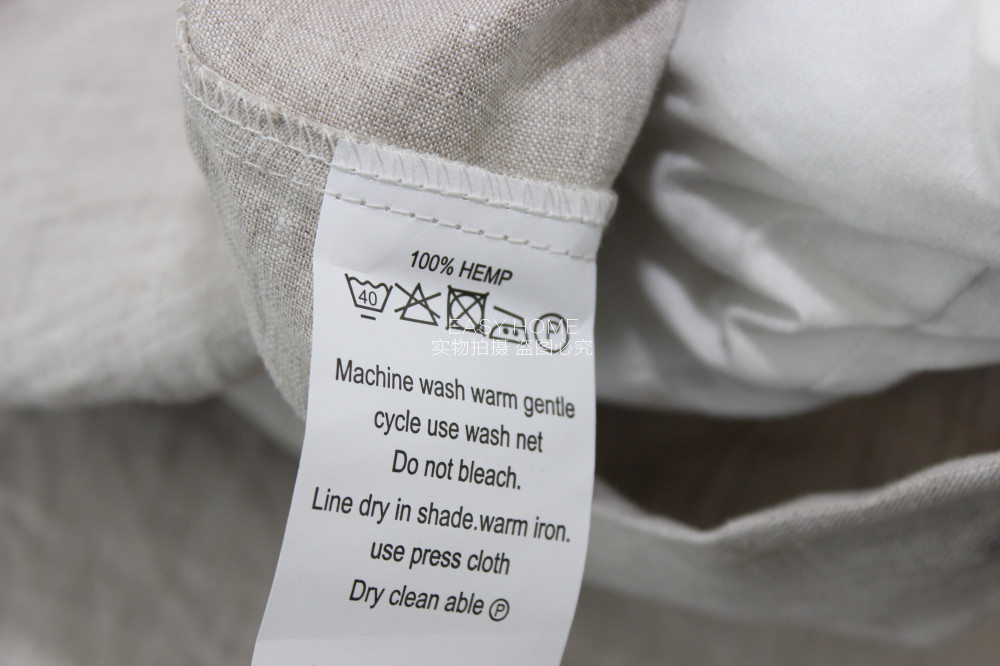 100% HEMP
40 P
EASY HOME
实物拍摄 盗图必究
Machine wash warm gentle
cycle use wash net
Do not bleach.
Line dry in shade.warm iron.
use press cloth
Dry clean able P